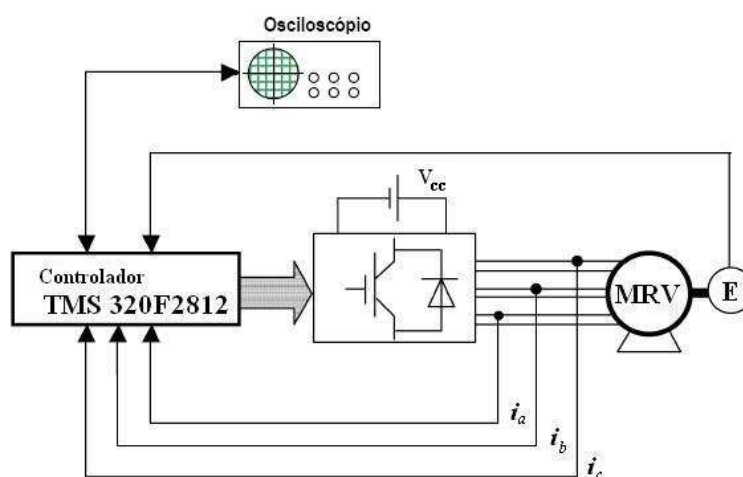 Osciloscópio
Vcc
Controlador
TMS 320F2812
MRV
E
ia
ib
ic